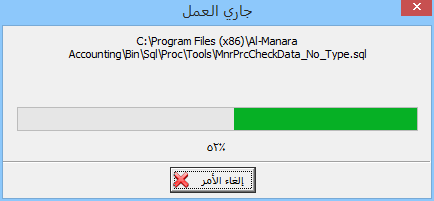 جاري العمل
C:\Program Files (x86)\Al-Manara
Accounting\Bin\Sql\Proc\Tools\MnrPrcCheckData_No_Type.sql
٥٢%
إلغاء الأمر